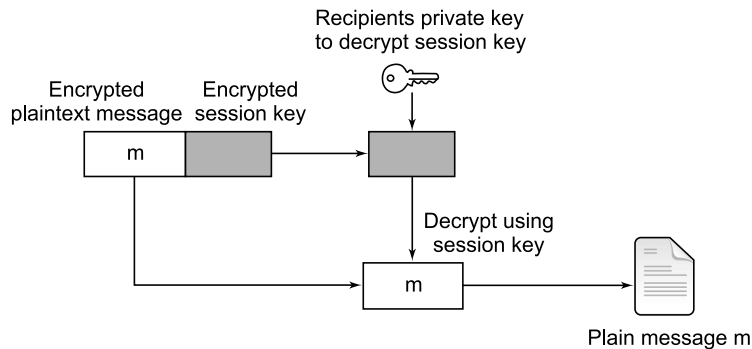 Recipients private key
to decrypt session key
Encrypted
plaintext message
Encrypted
session key
m
Decrypt using
session key
m
Plain message m